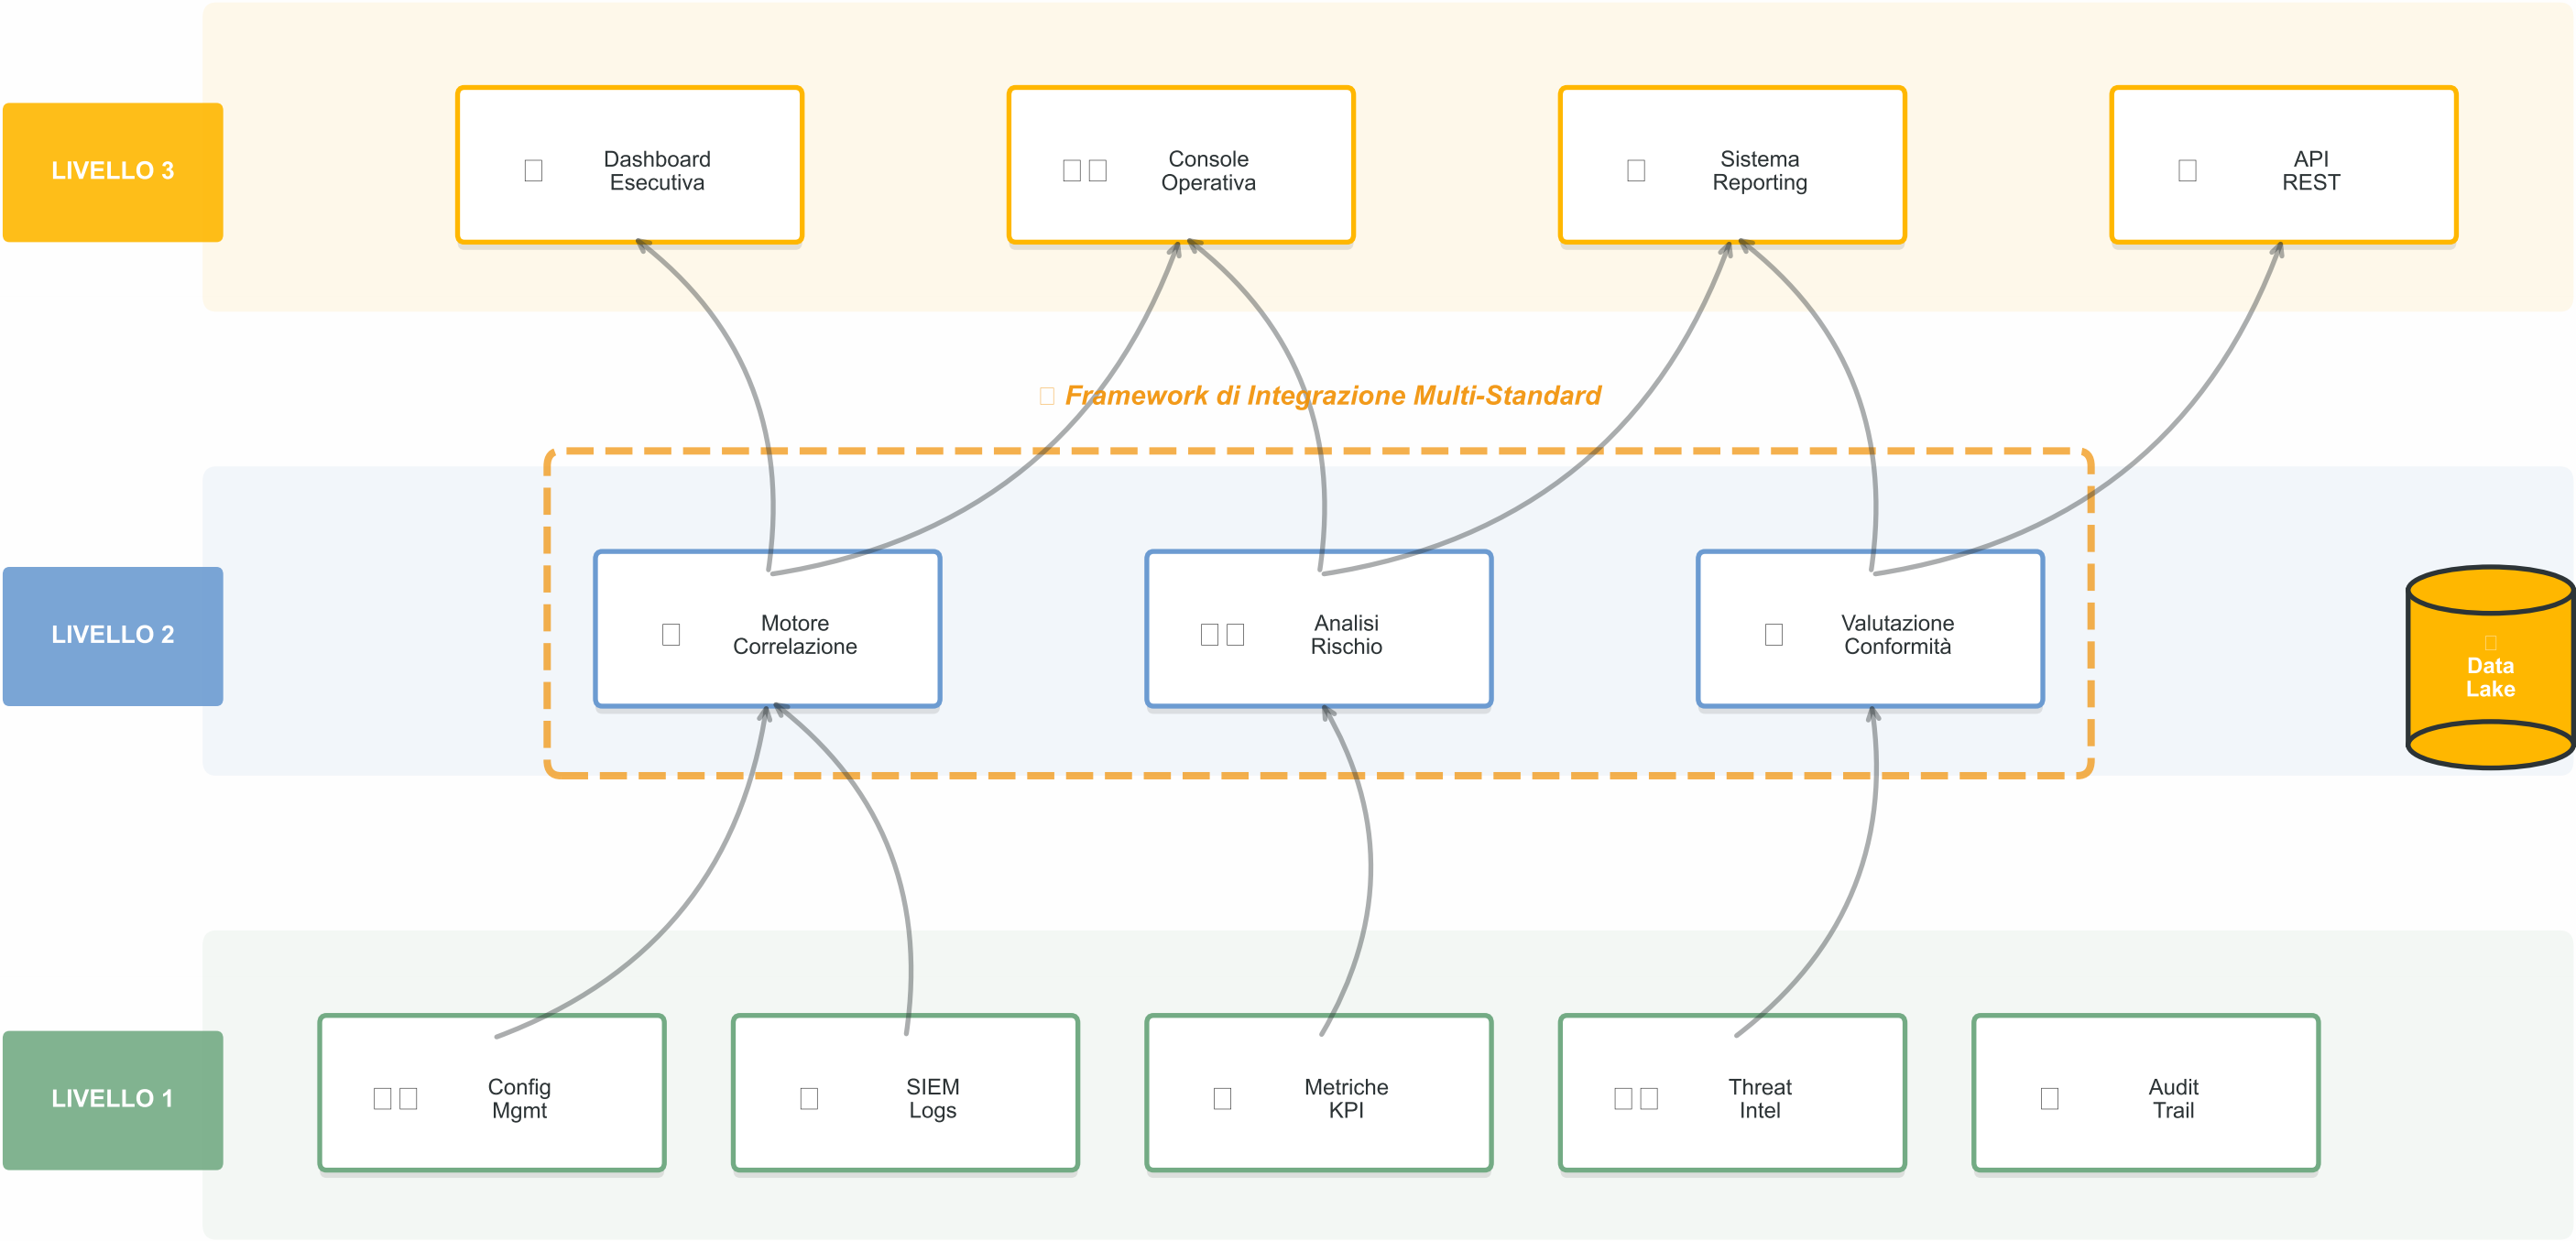 LIVELLO 3
Dashboard
Esecutiva
Console
Operativa
Sistema
Reporting
API
REST
Framework di Integrazione Multi-Standard
LIVELLO 2
Motore
Correlazione
Analisi
Rischio
Valutazione
Conformità
Data
Lake
LIVELLO 1
Config
Mgmt
SIEM
Logs
Metriche
KPI
Threat
Intel
Audit
Trail